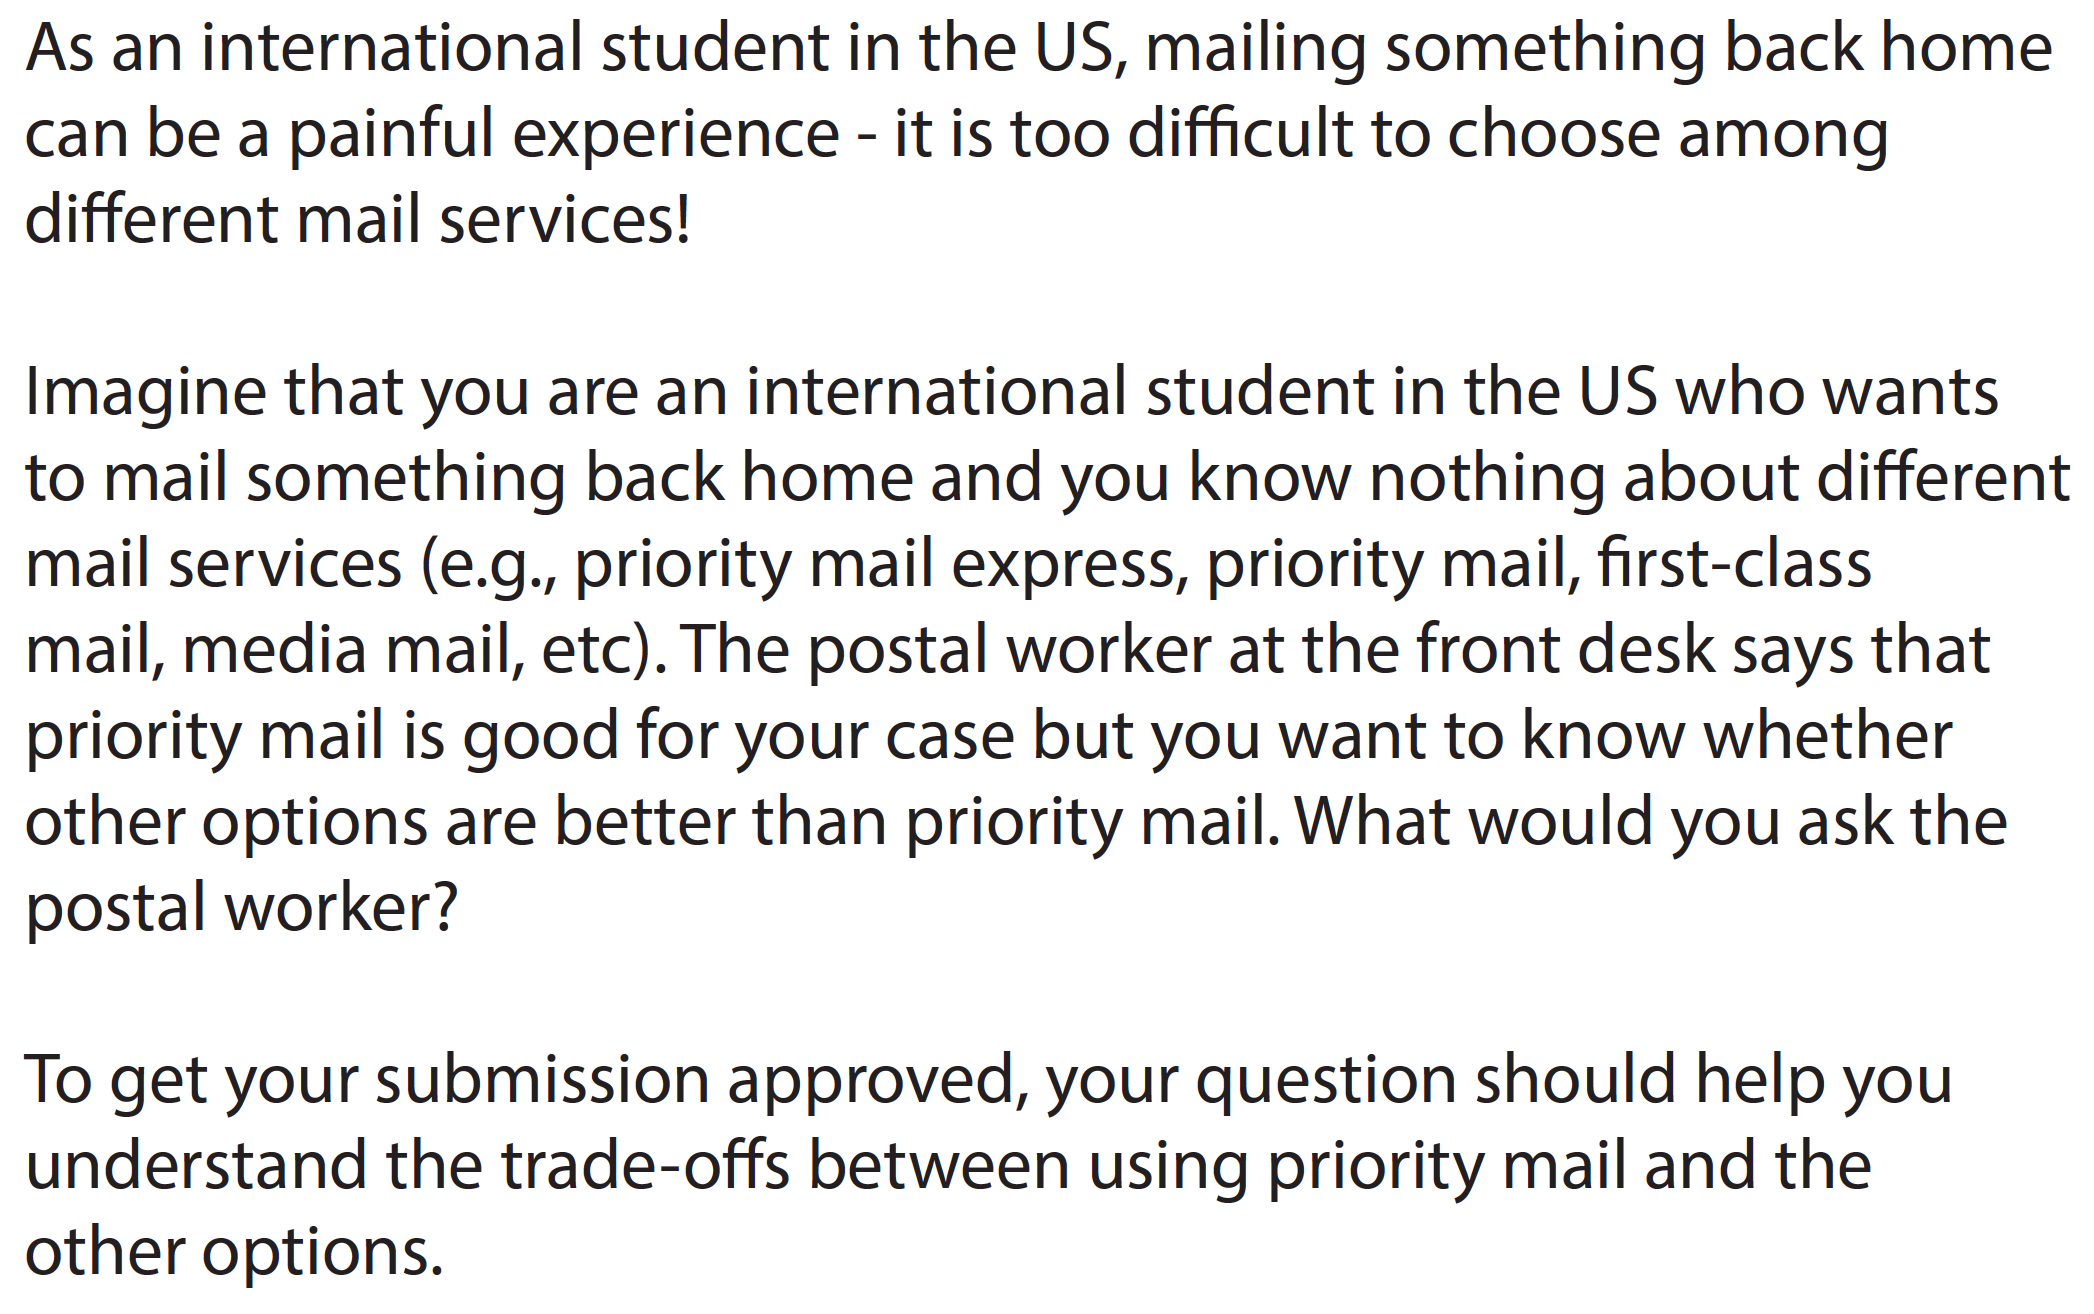 As an international student in the US, mailing something back home
can be a painful experience - it is too difficult to choose among
different mail services!
Imagine that you are an international student in the US who wants
to mail something back home and you know nothing about different
mail services (e.g., priority mail express, priority mail, first-class
mail, media mail, etc). The postal worker at the front desk says that
priority mail is good for your case but you want to know whether
other options are better than priority mail. What would you ask the
postal worker?
To get your submission approved, your question should help you
understand the trade-offs between using priority mail and the
other options.